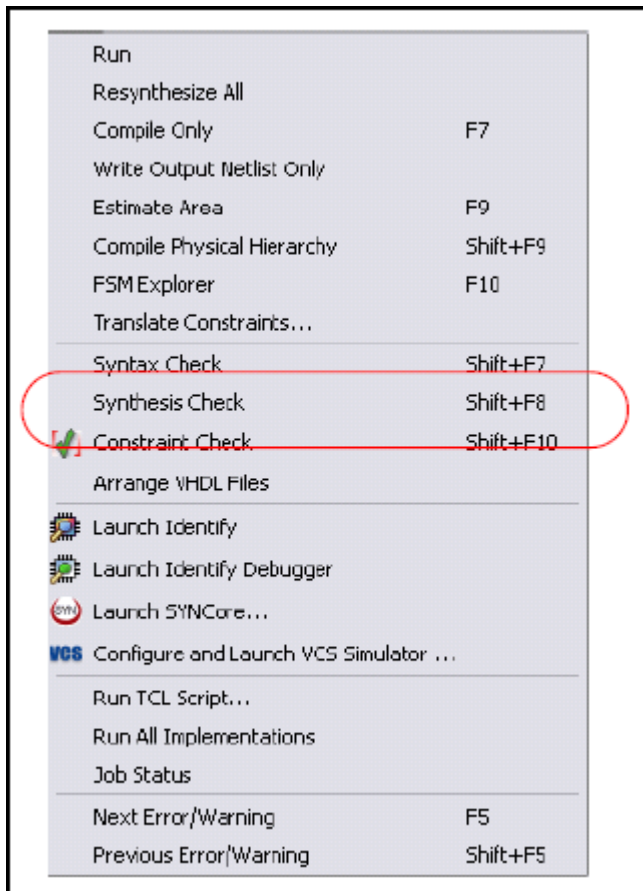 Run
Resynthesize All
Compile Only F7
Write Output Netlist Only
Estimate Area F9
Compile Physical Hierarchy Shift+F9
FSM Explorer F10
Translate Constraints...
Syntax Check Shift+F7
Synthesis Check Shift+F8
Constraint Check Shift+F10
Arrange VHDL Files
Launch Identify
Launch Identify Debugger
SYN Launch SYNCore...
VCS Configure and Launch VCS Simulator ...
Run TCL Script...
Run All Implementations
Job Status
Next Error/Warning F5
Previous Error/Warning Shift+F5